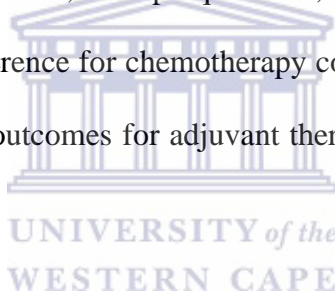 rence for chemotherapy co
outcomes for adjuvant ther
UNIVERSITY of the
WESTERN CAPE